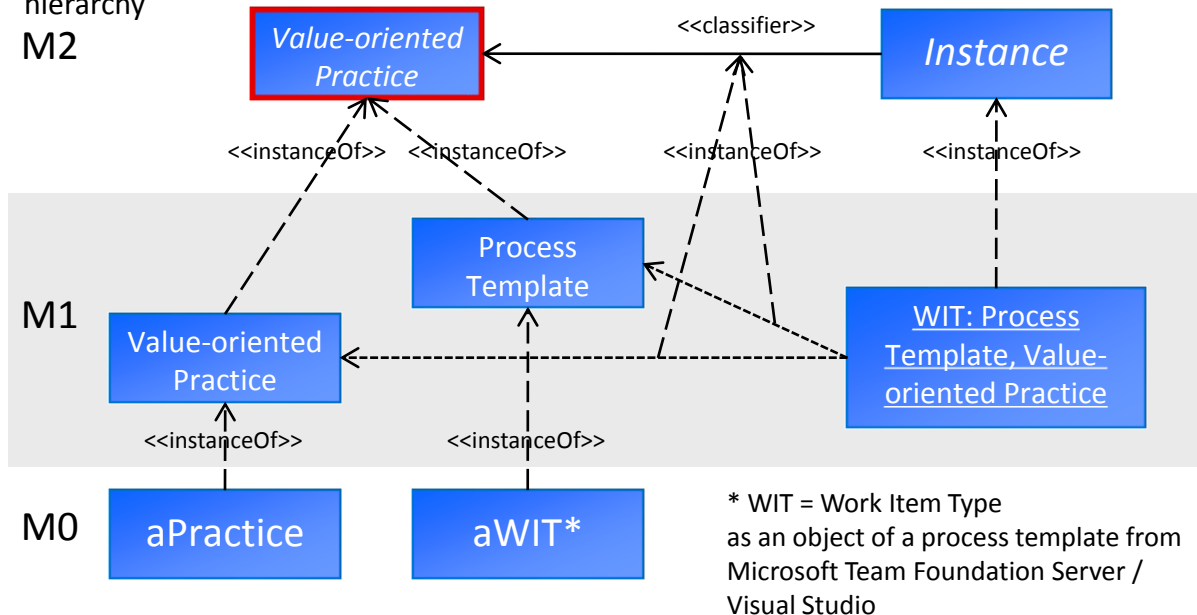 hierarchy
M2
Value-oriented
Practice
<<classifier>>
Instance
<<instanceOf>>
<<instanceOf>>
<<instanceOf>>
<<instanceOf>>
M1
Process
Template
Value-oriented
Practice
WIT: Process
Template, Value-
oriented Practice
<<instanceOf>>
<<instanceOf>>
M0
aPractice
aWIT*
* WIT = Work Item Type
as an object of a process template from
Microsoft Team Foundation Server /
Visual Studio